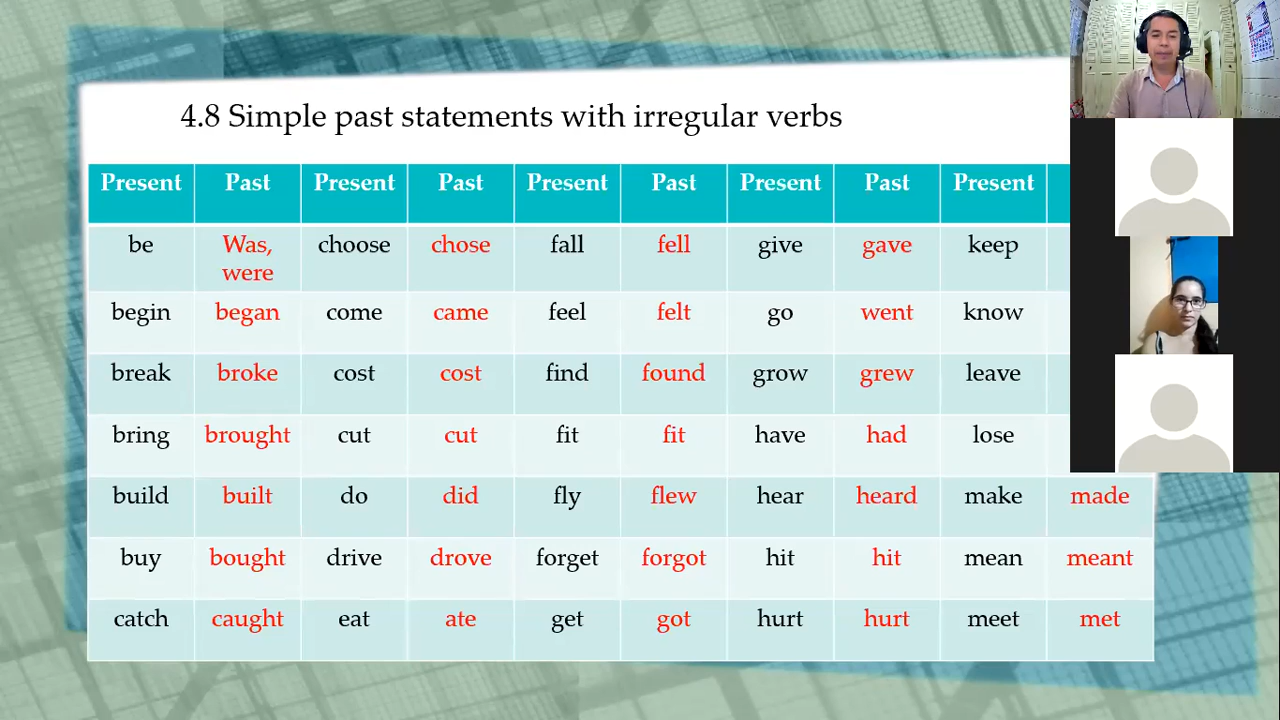 4.8 Simple past statements with irregular verbs
Present Past Present Past Present Past Present Past Present
be Was, were choose chose fall fell give gave keep
begin began come came feel felt go went know
break broke cost cost find found grow grew leave
bring brought cut cut fit fit have had lose
build built do did fly flew hear heard make made
buy bought drive drove forget forgot hit hit mean meant
catch caught eat ate get got hurt hurt meet met